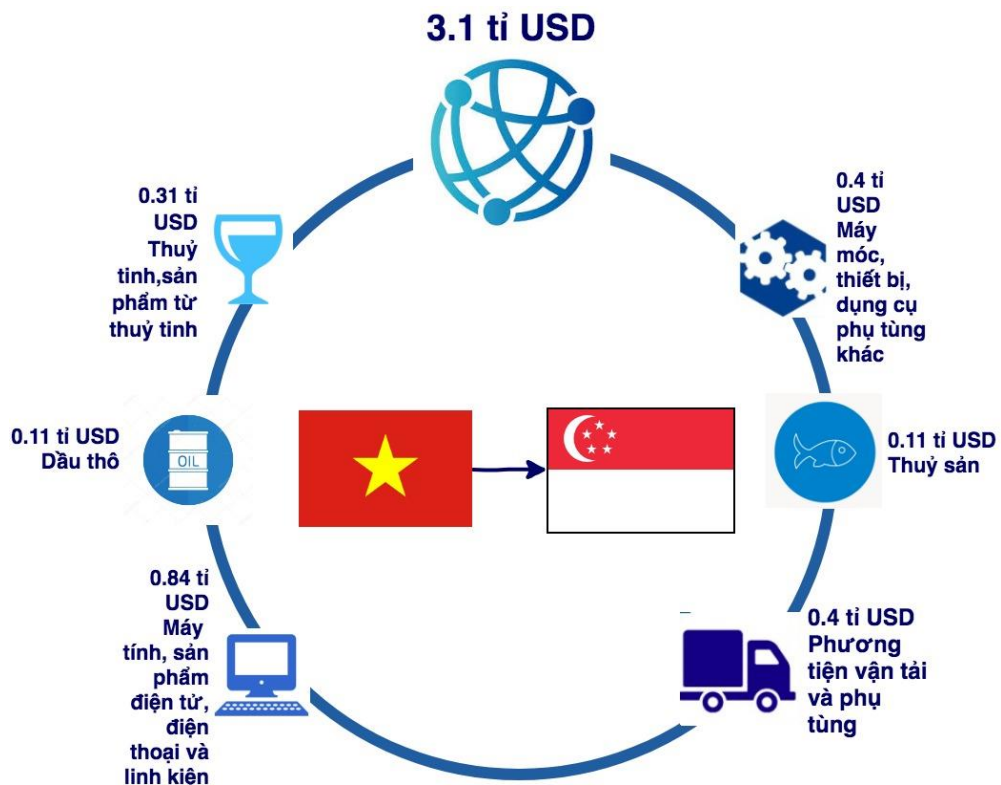 3.1 tỉ USD
0.31 tỉ
USD
Thuỷ
tinh,sản
phẩm từ
thuỷ tinh
0.4 tỉ
USD
Máy
móc,
thiết bị,
dụng cụ
phụ tùng
khác
0.11 tỉ USD
Dầu thô
OIL
0.11 tỉ USD
Thuỷ sản
0.84 tỉ
USD
Máy
tính, sản
phẩm
điện tử,
điện
thoại và
linh kiện
0.4 tỉ USD
Phương
tiện vận tải
và phụ
tùng